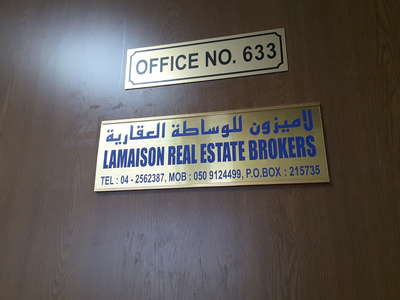 OFFICE NO. 633
لاميزون للوساطة العقارية
LAMAISON REAL ESTATE BROKERS
TEL : 04 - 2562387, MOB : 050 9124499, P.O.BOX : 215735